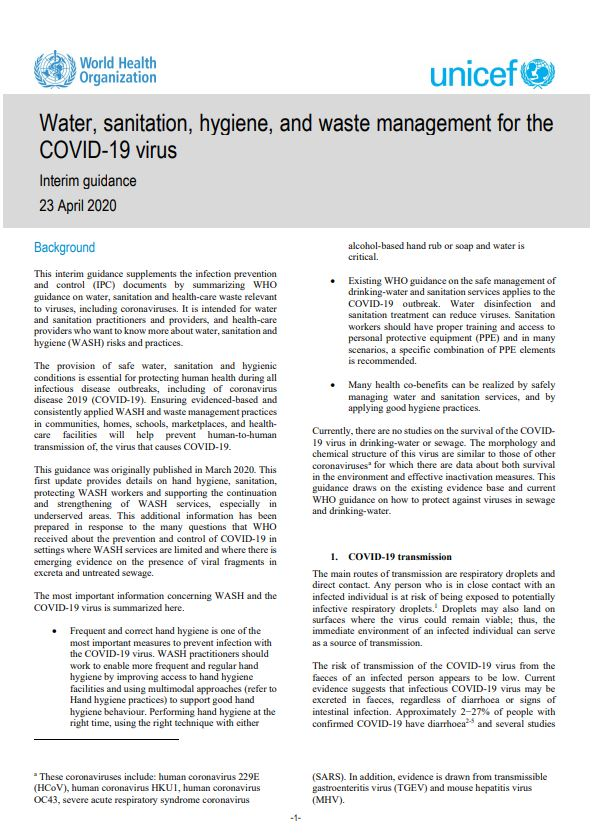 World Health
Organization
unicef
Water, sanitation, hygiene, and waste management for the
COVID-19 virus
Interim guidance
23 April 2020
Background
This interim guidance supplements the infection prevention
and control (IPC) documents by summarizing WHO
guidance on water, sanitation and health-care waste relevant
to viruses, including coronaviruses. It is intended for water
and sanitation practitioners and providers, and health-care
providers who want to know more about water, sanitation and
hygiene (WASH) risks and practices.
The provision of safe water, sanitation and hygienic
conditions is essential for protecting human health during all
infectious disease outbreaks, including of coronavirus
disease 2019 (COVID-19). Ensuring evidenced-based and
consistently applied WASH and waste management practices
in communities, homes, schools, marketplaces, and health-
care facilities will help prevent human-to-human
transmission of, the virus that causes COVID-19.
This guidance was originally published in March 2020. This
first update provides details on hand hygiene, sanitation,
protecting WASH workers and supporting the continuation
and strengthening of WASH services, especially in
underserved areas. This additional information has been
prepared in response to the many questions that WHO
received about the prevention and control of COVID-19 in
settings where WASH services are limited and where there is
emerging evidence on the presence of viral fragments in
excreta and untreated sewage.
The most important information concerning WASH and the
COVID-19 virus is summarized here.
• Frequent and correct hand hygiene is one of the
most important measures to prevent infection with
the COVID-19 virus. WASH practitioners should
work to enable more frequent and regular hand
hygiene by improving access to hand hygiene
facilities and using multimodal approaches (refer to
Hand hygiene practices) to support good hand
hygiene behaviour. Performing hand hygiene at the
right time, using the right technique with either
alcohol-based hand rub or soap and water is
critical.
• Existing WHO guidance on the safe management of
drinking-water and sanitation services applies to the
COVID-19 outbreak. Water disinfection and
sanitation treatment can reduce viruses. Sanitation
workers should have proper training and access to
personal protective equipment (PPE) and in many
scenarios, a specific combination of PPE elements
is recommended.
• Many health co-benefits can be realized by safely
managing water and sanitation services, and by
applying good hygiene practices.
Currently, there are no studies on the survival of the COVID-
19 virus in drinking-water or sewage. The morphology and
chemical structure of this virus are similar to those of other
coronavirusesª for which there are data about both survival
in the environment and effective inactivation measures. This
guidance draws on the existing evidence base and current
WHO guidance on how to protect against viruses in sewage
and drinking-water.
1. COVID-19 transmission
The main routes of transmission are respiratory droplets and
direct contact. Any person who is in close contact with an
infected individual is at risk of being exposed to potentially
infective respiratory droplets.¹ Droplets may also land on
surfaces where the virus could remain viable; thus, the
immediate environment of an infected individual can serve
as a source of transmission.
The risk of transmission of the COVID-19 virus from the
faeces of an infected person appears to be low. Current
evidence suggests that infectious COVID-19 virus may be
excreted in faeces, regardless of diarrhoea or signs of
intestinal infection. Approximately 2−27% of people with
confirmed COVID-19 have diarrhoea²⁻⁵ and several studies
ª These coronaviruses include: human coronavirus 229E
(HCoV), human coronavirus HKU1, human coronavirus
OC43, severe acute respiratory syndrome coronavirus
(SARS). In addition, evidence is drawn from transmissible
gastroenteritis virus (TGEV) and mouse hepatitis virus
(MHV).
-1-